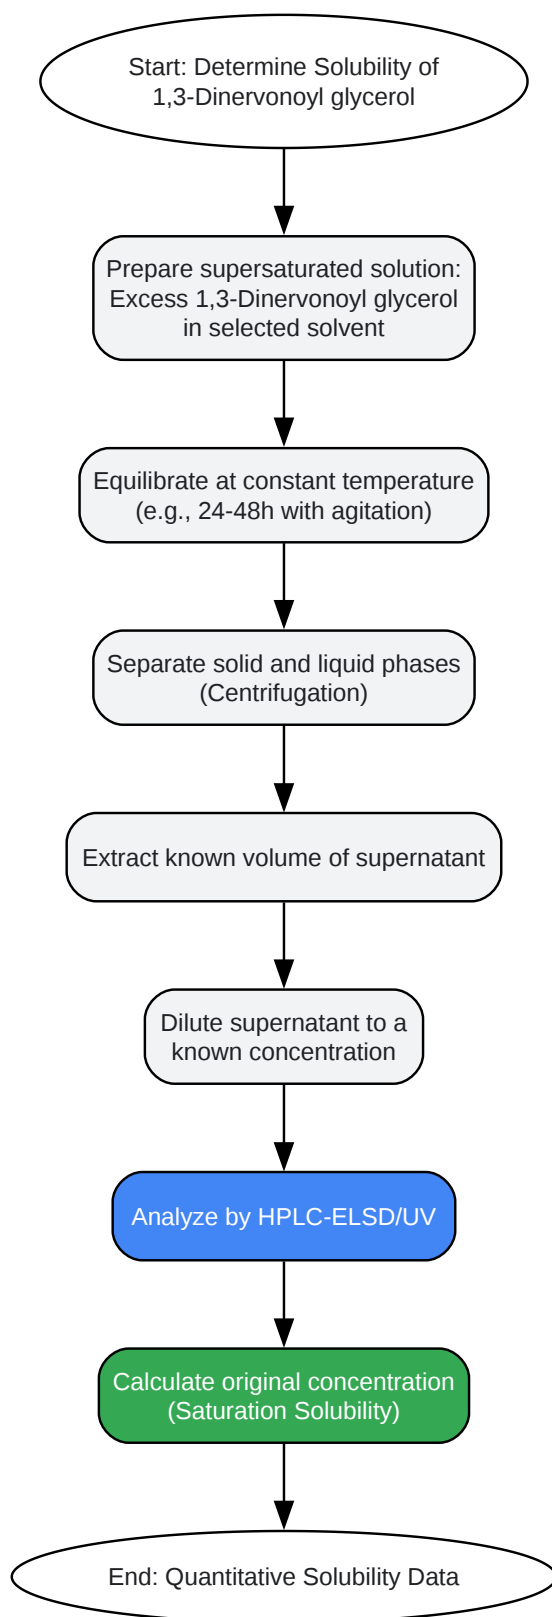 Start: Determine Solubility of
1,3-Dinervonoyl glycerol
Prepare supersaturated solution:
Excess 1,3-Dinervonoyl glycerol
in selected solvent
Equilibrate at constant temperature
(e.g., 24-48h with agitation)
Separate solid and liquid phases
(Centrifugation)
Extract known volume of supernatant
Dilute supernatant to a
known concentration
Analyze by HPLC-ELSD/UV
Calculate original concentration
(Saturation Solubility)
End: Quantitative Solubility Data